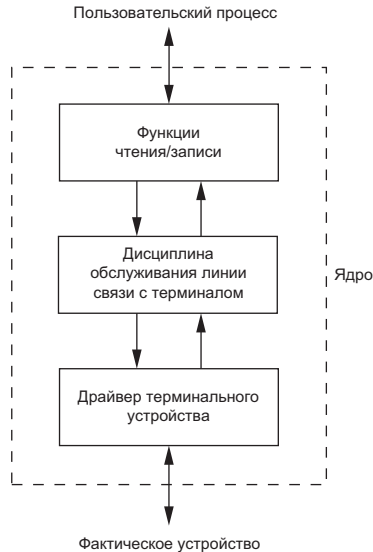 Пользовательский процесс
Функции
чтения/записи
Дисциплина
обслуживания линии
связи с терминалом
Ядро
Драйвер терминального
устройства
Фактическое устройство